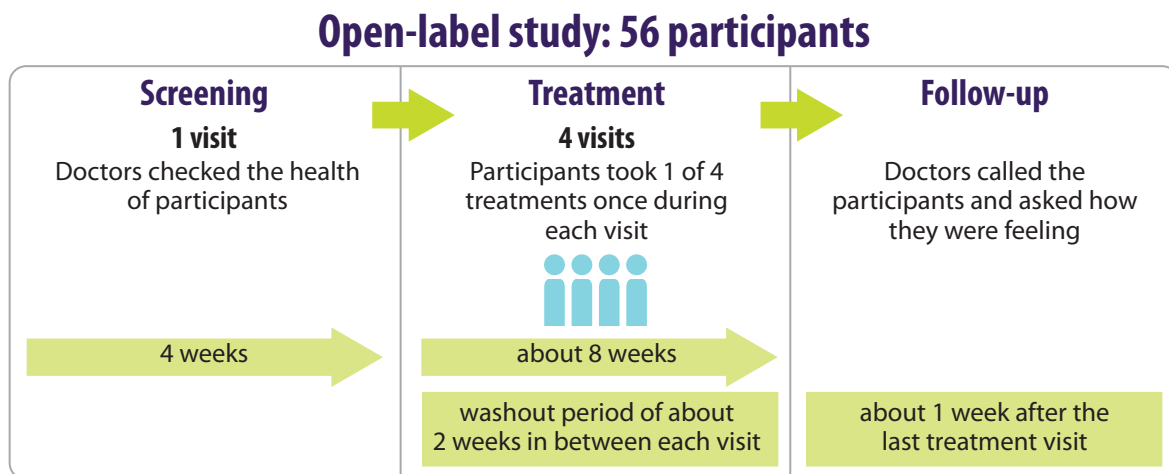 Open-label study: 56 participants
Screening
1 visit
Doctors checked the health
of participants
4 weeks
Treatment
4 visits
Participants took 1 of 4
treatments once during
each visit
about 8 weeks
washout period of about
2 weeks in between each visit
Follow-up
Doctors called the
participants and asked how
they were feeling
about 1 week after the
last treatment visit